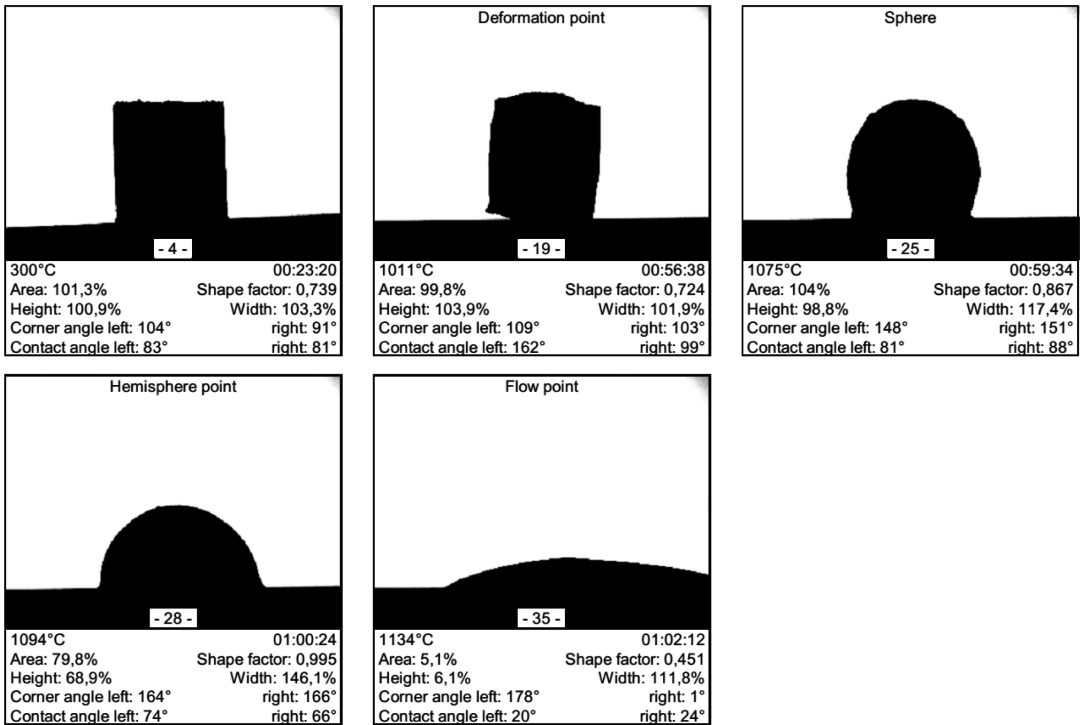 - 4 -
300°C 00:23:20
Area: 101,3% Shape factor: 0,739
Height: 100,9% Width: 103,3%
Corner angle left: 104° right: 91°
Contact angle left: 83° right: 81°
Deformation point
- 19 -
1011°C 00:56:38
Area: 99,8% Shape factor: 0,724
Height: 103,9% Width: 101,9%
Corner angle left: 109° right: 103°
Contact angle left: 162° right: 99°
Sphere
- 25 -
1075°C 00:59:34
Area: 104% Shape factor: 0,867
Height: 98,8% Width: 117,4%
Corner angle left: 148° right: 151°
Contact angle left: 81° right: 88°
Hemisphere point
- 28 -
1094°C 01:00:24
Area: 79,8% Shape factor: 0,995
Height: 68,9% Width: 146,1%
Corner angle left: 164° right: 166°
Contact angle left: 74° right: 66°
Flow point
- 35 -
1134°C 01:02:12
Area: 5,1% Shape factor: 0,451
Height: 6,1% Width: 111,8%
Corner angle left: 178° right: 1°
Contact angle left: 20° right: 24°